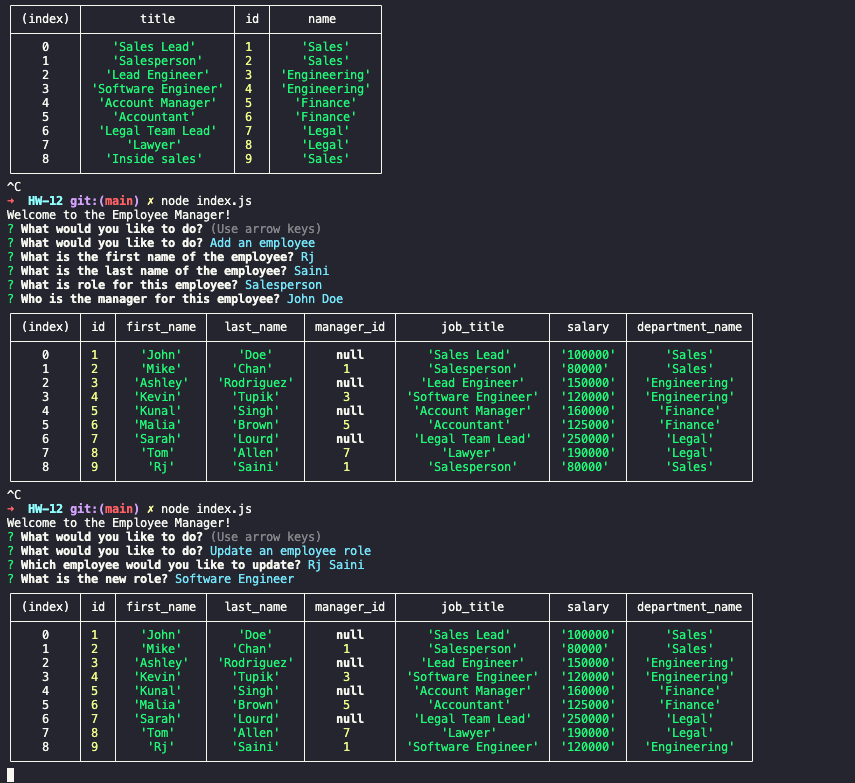 (index) title id name
0 'Sales Lead' 1 'Sales'
1 'Salesperson' 2 'Sales'
2 'Lead Engineer' 3 'Engineering'
3 'Software Engineer' 4 'Engineering'
4 'Account Manager' 5 'Finance'
5 'Accountant' 6 'Finance'
6 'Legal Team Lead' 7 'Legal'
7 'Lawyer' 8 'Legal'
8 'Inside sales' 9 'Sales'
^C
→ HW-12 git:(main) ✗ node index.js
Welcome to the Employee Manager!
? What would you like to do? (Use arrow keys)
? What would you like to do? Add an employee
? What is the first name of the employee? Rj
? What is the last name of the employee? Saini
? What is role for this employee? Salesperson
? Who is the manager for this employee? John Doe
(index) id first_name last_name manager_id job_title salary department_name
0 1 'John' 'Doe' null 'Sales Lead' '100000' 'Sales'
1 2 'Mike' 'Chan' 1 'Salesperson' '80000' 'Sales'
2 3 'Ashley' 'Rodriguez' null 'Lead Engineer' '150000' 'Engineering'
3 4 'Kevin' 'Tupik' 3 'Software Engineer' '120000' 'Engineering'
4 5 'Kunal' 'Singh' null 'Account Manager' '160000' 'Finance'
5 6 'Malia' 'Brown' 5 'Accountant' '125000' 'Finance'
6 7 'Sarah' 'Lourd' null 'Legal Team Lead' '250000' 'Legal'
7 8 'Tom' 'Allen' 7 'Lawyer' '190000' 'Legal'
8 9 'Rj' 'Saini' 1 'Salesperson' '80000' 'Sales'
^C
→ HW-12 git:(main) ✗ node index.js
Welcome to the Employee Manager!
? What would you like to do? (Use arrow keys)
? What would you like to do? Update an employee role
? Which employee would you like to update? Rj Saini
? What is the new role? Software Engineer
(index) id first_name last_name manager_id job_title salary department_name
0 1 'John' 'Doe' null 'Sales Lead' '100000' 'Sales'
1 2 'Mike' 'Chan' 1 'Salesperson' '80000' 'Sales'
2 3 'Ashley' 'Rodriguez' null 'Lead Engineer' '150000' 'Engineering'
3 4 'Kevin' 'Tupik' 3 'Software Engineer' '120000' 'Engineering'
4 5 'Kunal' 'Singh' null 'Account Manager' '160000' 'Finance'
5 6 'Malia' 'Brown' 5 'Accountant' '125000' 'Finance'
6 7 'Sarah' 'Lourd' null 'Legal Team Lead' '250000' 'Legal'
7 8 'Tom' 'Allen' 7 'Lawyer' '190000' 'Legal'
8 9 'Rj' 'Saini' 1 'Software Engineer' '120000' 'Engineering'